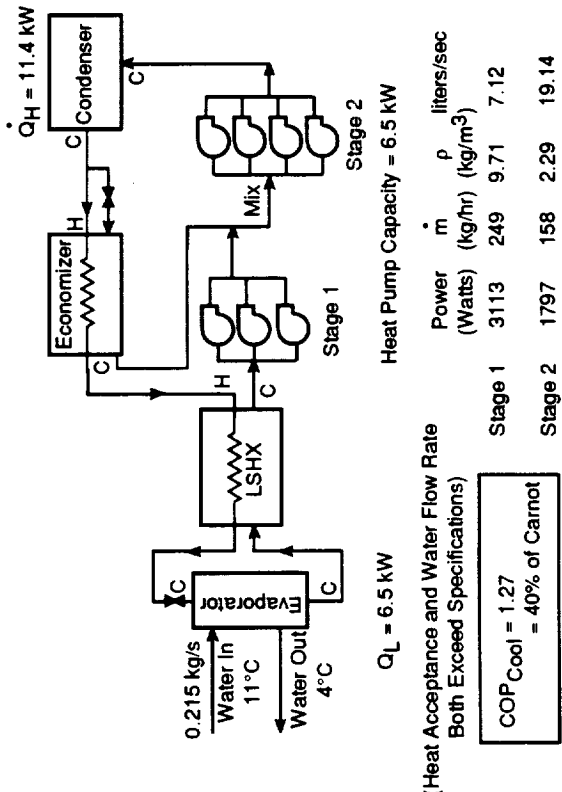 Q̇H = 11.4 kW
Condenser
C
C
H
Economizer
C
Mix
Stage 2
Stage 1
H
C
LSHX
C
Evaporator
C
0.215 kg/s
Water In
11°C
Water Out
4°C
QL = 6.5 kW
(Heat Acceptance and Water Flow Rate
Both Exceed Specifications)
COPCool = 1.27
= 40% of Carnot
Heat Pump Capacity = 6.5 kW
Power ṁ ρ liters/sec
(Watts) (kg/hr) (kg/m3)
Stage 1 3113 249 9.71 7.12
Stage 2 1797 158 2.29 19.14